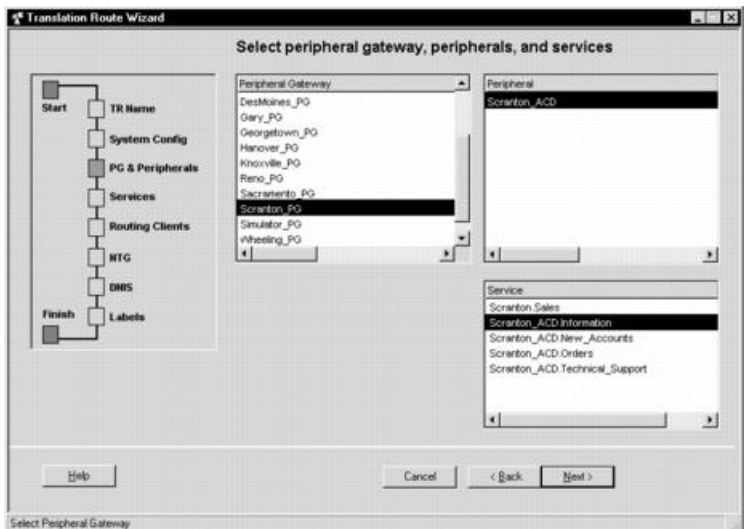 Translation Route Wizard
Select peripheral gateway, peripherals, and services
Start
TR Name
System Config
PG & Peripherals
Services
Routing Clients
NTG
DNIS
Finish
Labels
Peripheral Gateway
DesMoines_PG
Gary_PG
Georgetown_PG
Hanover_PG
Knoxville_PG
Reno_PG
Sacramento_PG
Scranton_PG
Simulator_PG
Wheeling_PG
Peripheral
Scranton_ACD
Service
Scranton.Sales
Scranton_ACD.Information
Scranton_ACD.New_Accounts
Scranton_ACD.Orders
Scranton_ACD.Technical_Support
Help
Cancel
< Back
Next >
Select Peripheral Gateway